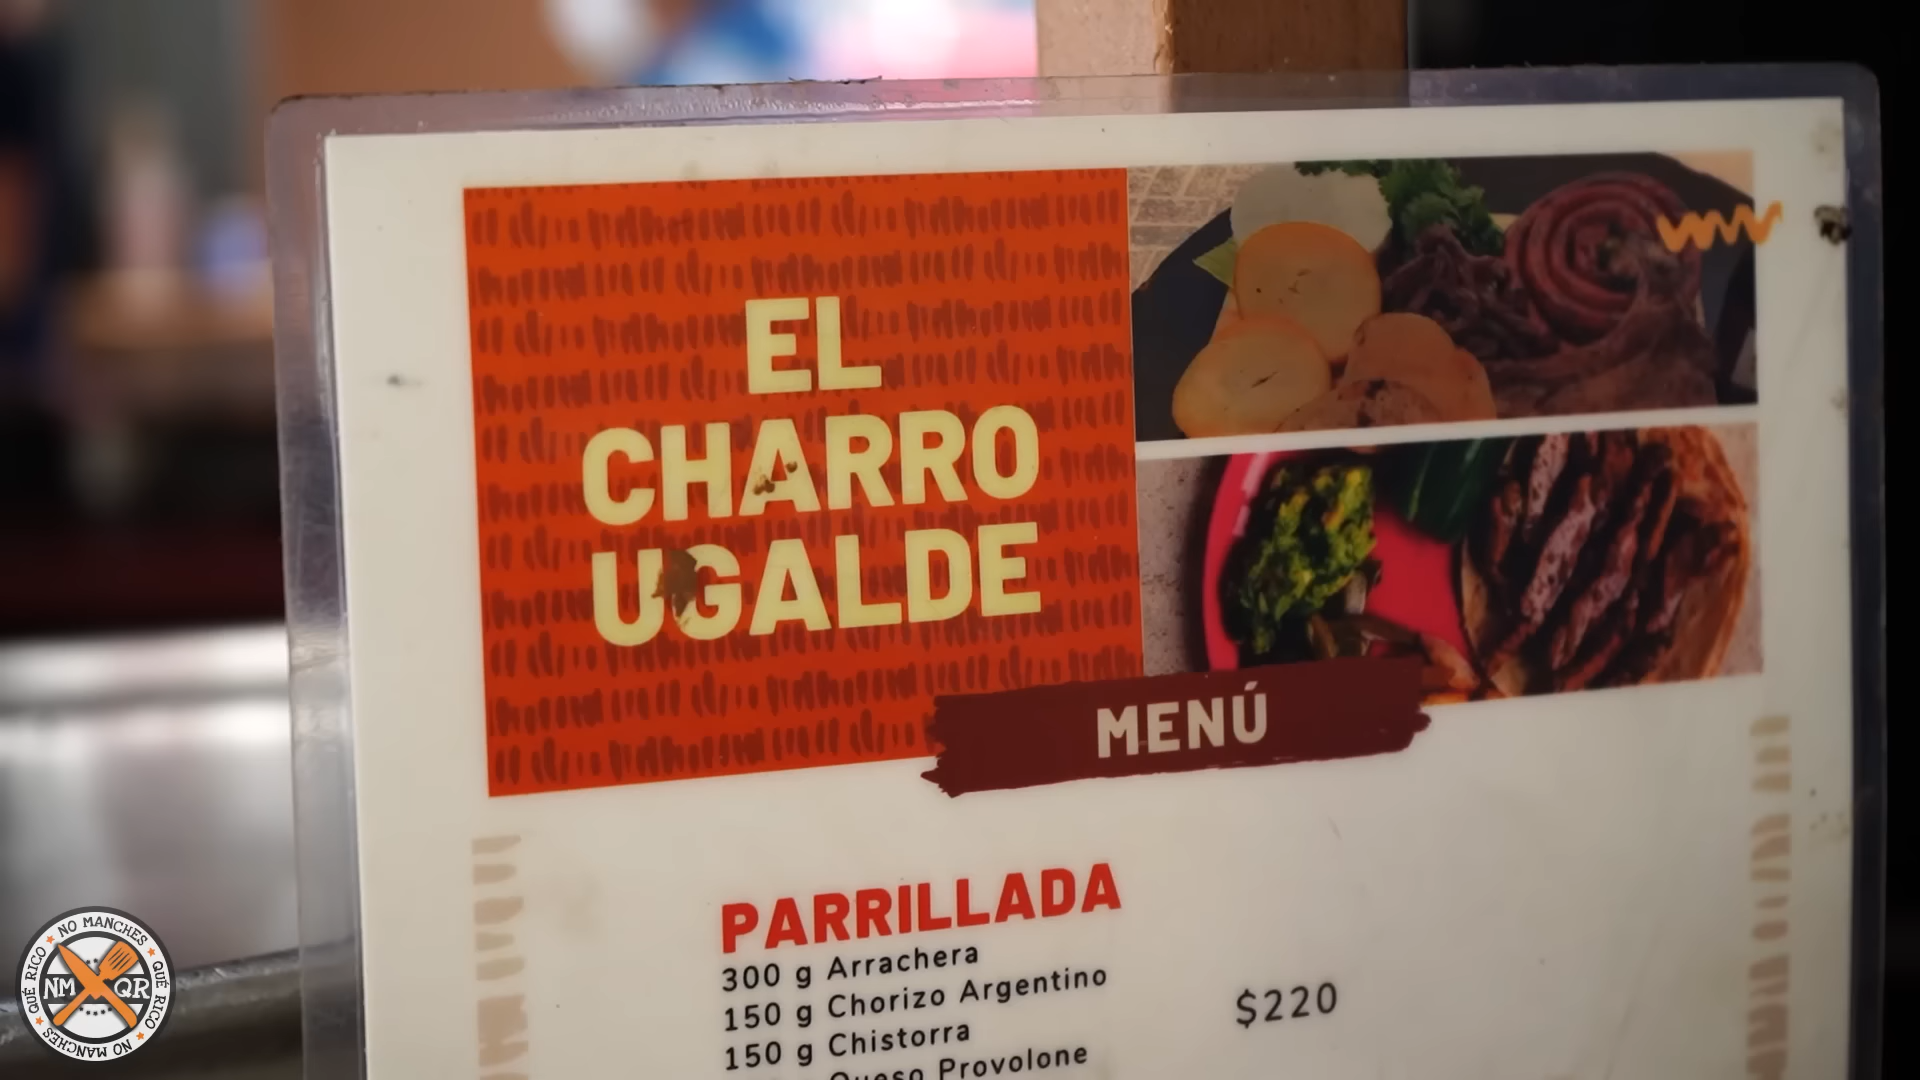 EL
CHARRO
UGALDE
MENÚ
PARRILLADA
300 g Arrachera
150 g Chorizo Argentino
$220
150 g Chistorra
Queso Provolone
NO MANCHES
QUÉ RICO
NO MANCHES
QUÉ RICO
NM QR